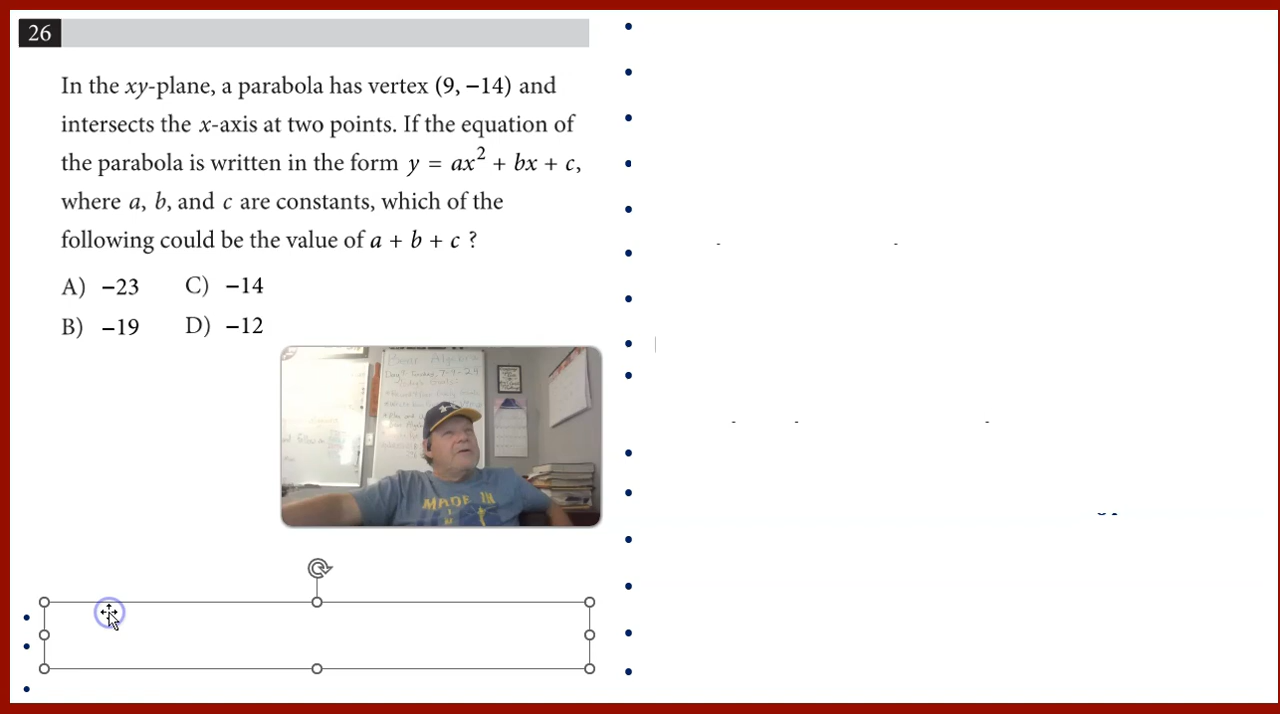 26
In the xy-plane, a parabola has vertex (9, −14) and
intersects the x-axis at two points. If the equation of
the parabola is written in the form y = ax² + bx + c,
where a, b, and c are constants, which of the
following could be the value of a + b + c ?
A) −23 C) −14
B) −19 D) −12
MADE IN